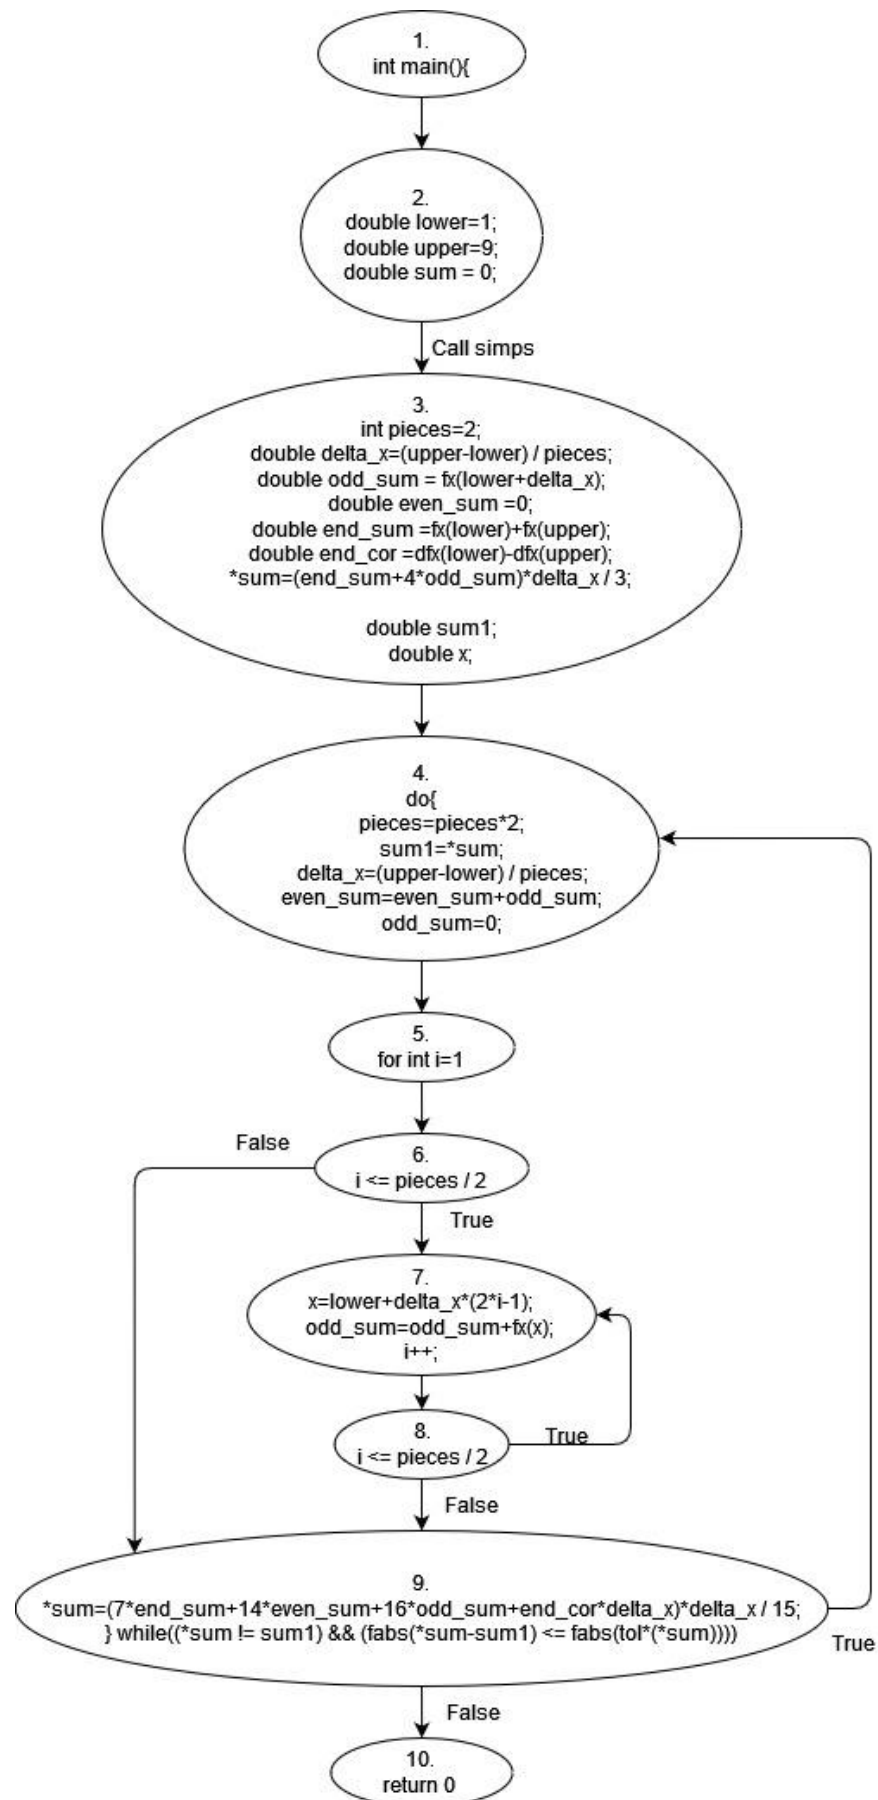 1.
int main(){
2.
double lower=1;
double upper=9;
double sum = 0;
Call simps
3.
int pieces=2;
double delta_x=(upper-lower) / pieces;
double odd_sum = fx(lower+delta_x);
double even_sum =0;
double end_sum =fx(lower)+fx(upper);
double end_cor =dfx(lower)-dfx(upper);
*sum=(end_sum+4*odd_sum)*delta_x / 3;
double sum1;
double x;
4.
do{
pieces=pieces*2;
sum1=*sum;
delta_x=(upper-lower) / pieces;
even_sum=even_sum+odd_sum;
odd_sum=0;
5.
for int i=1
False
6.
i <= pieces / 2
True
7.
x=lower+delta_x*(2*i-1);
odd_sum=odd_sum+fx(x);
i++;
8.
i <= pieces / 2
True
False
9.
*sum=(7*end_sum+14*even_sum+16*odd_sum+end_cor*delta_x)*delta_x / 15;
} while((*sum != sum1) && (fabs(*sum-sum1) <= fabs(tol*(*sum))))
True
False
10.
return 0